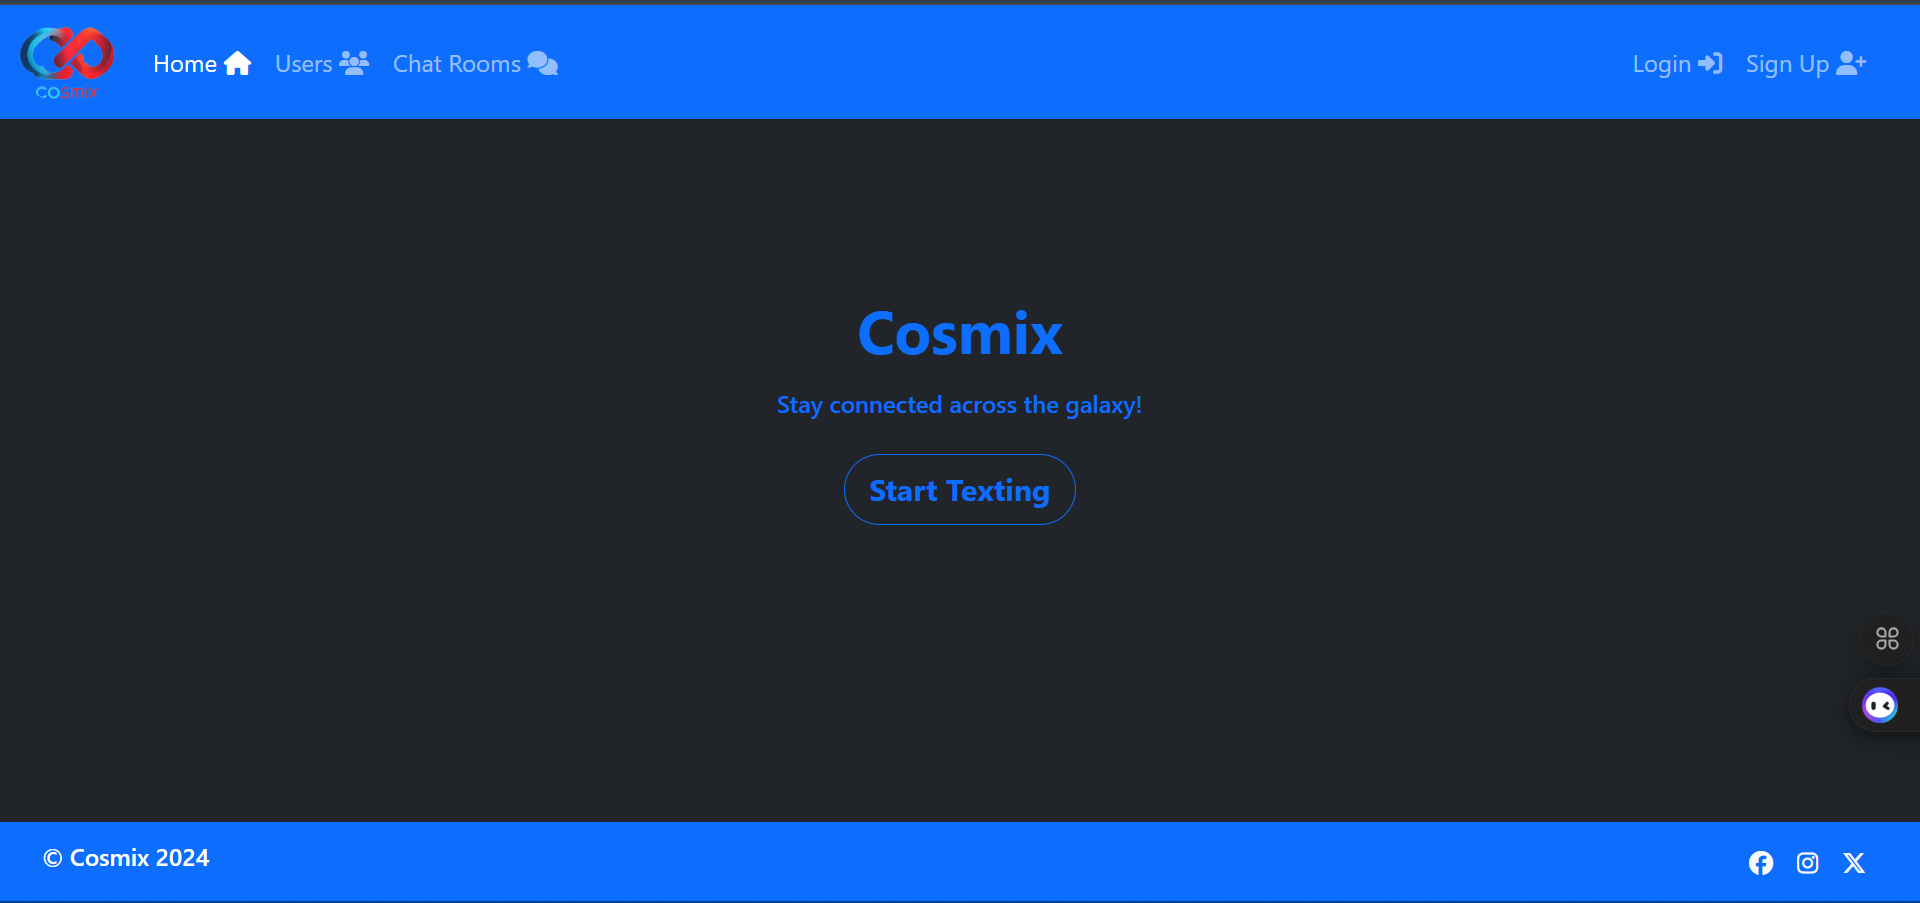 cosmix
Home Users Chat Rooms Login Sign Up
Cosmix
Stay connected across the galaxy!
Start Texting
© Cosmix 2024